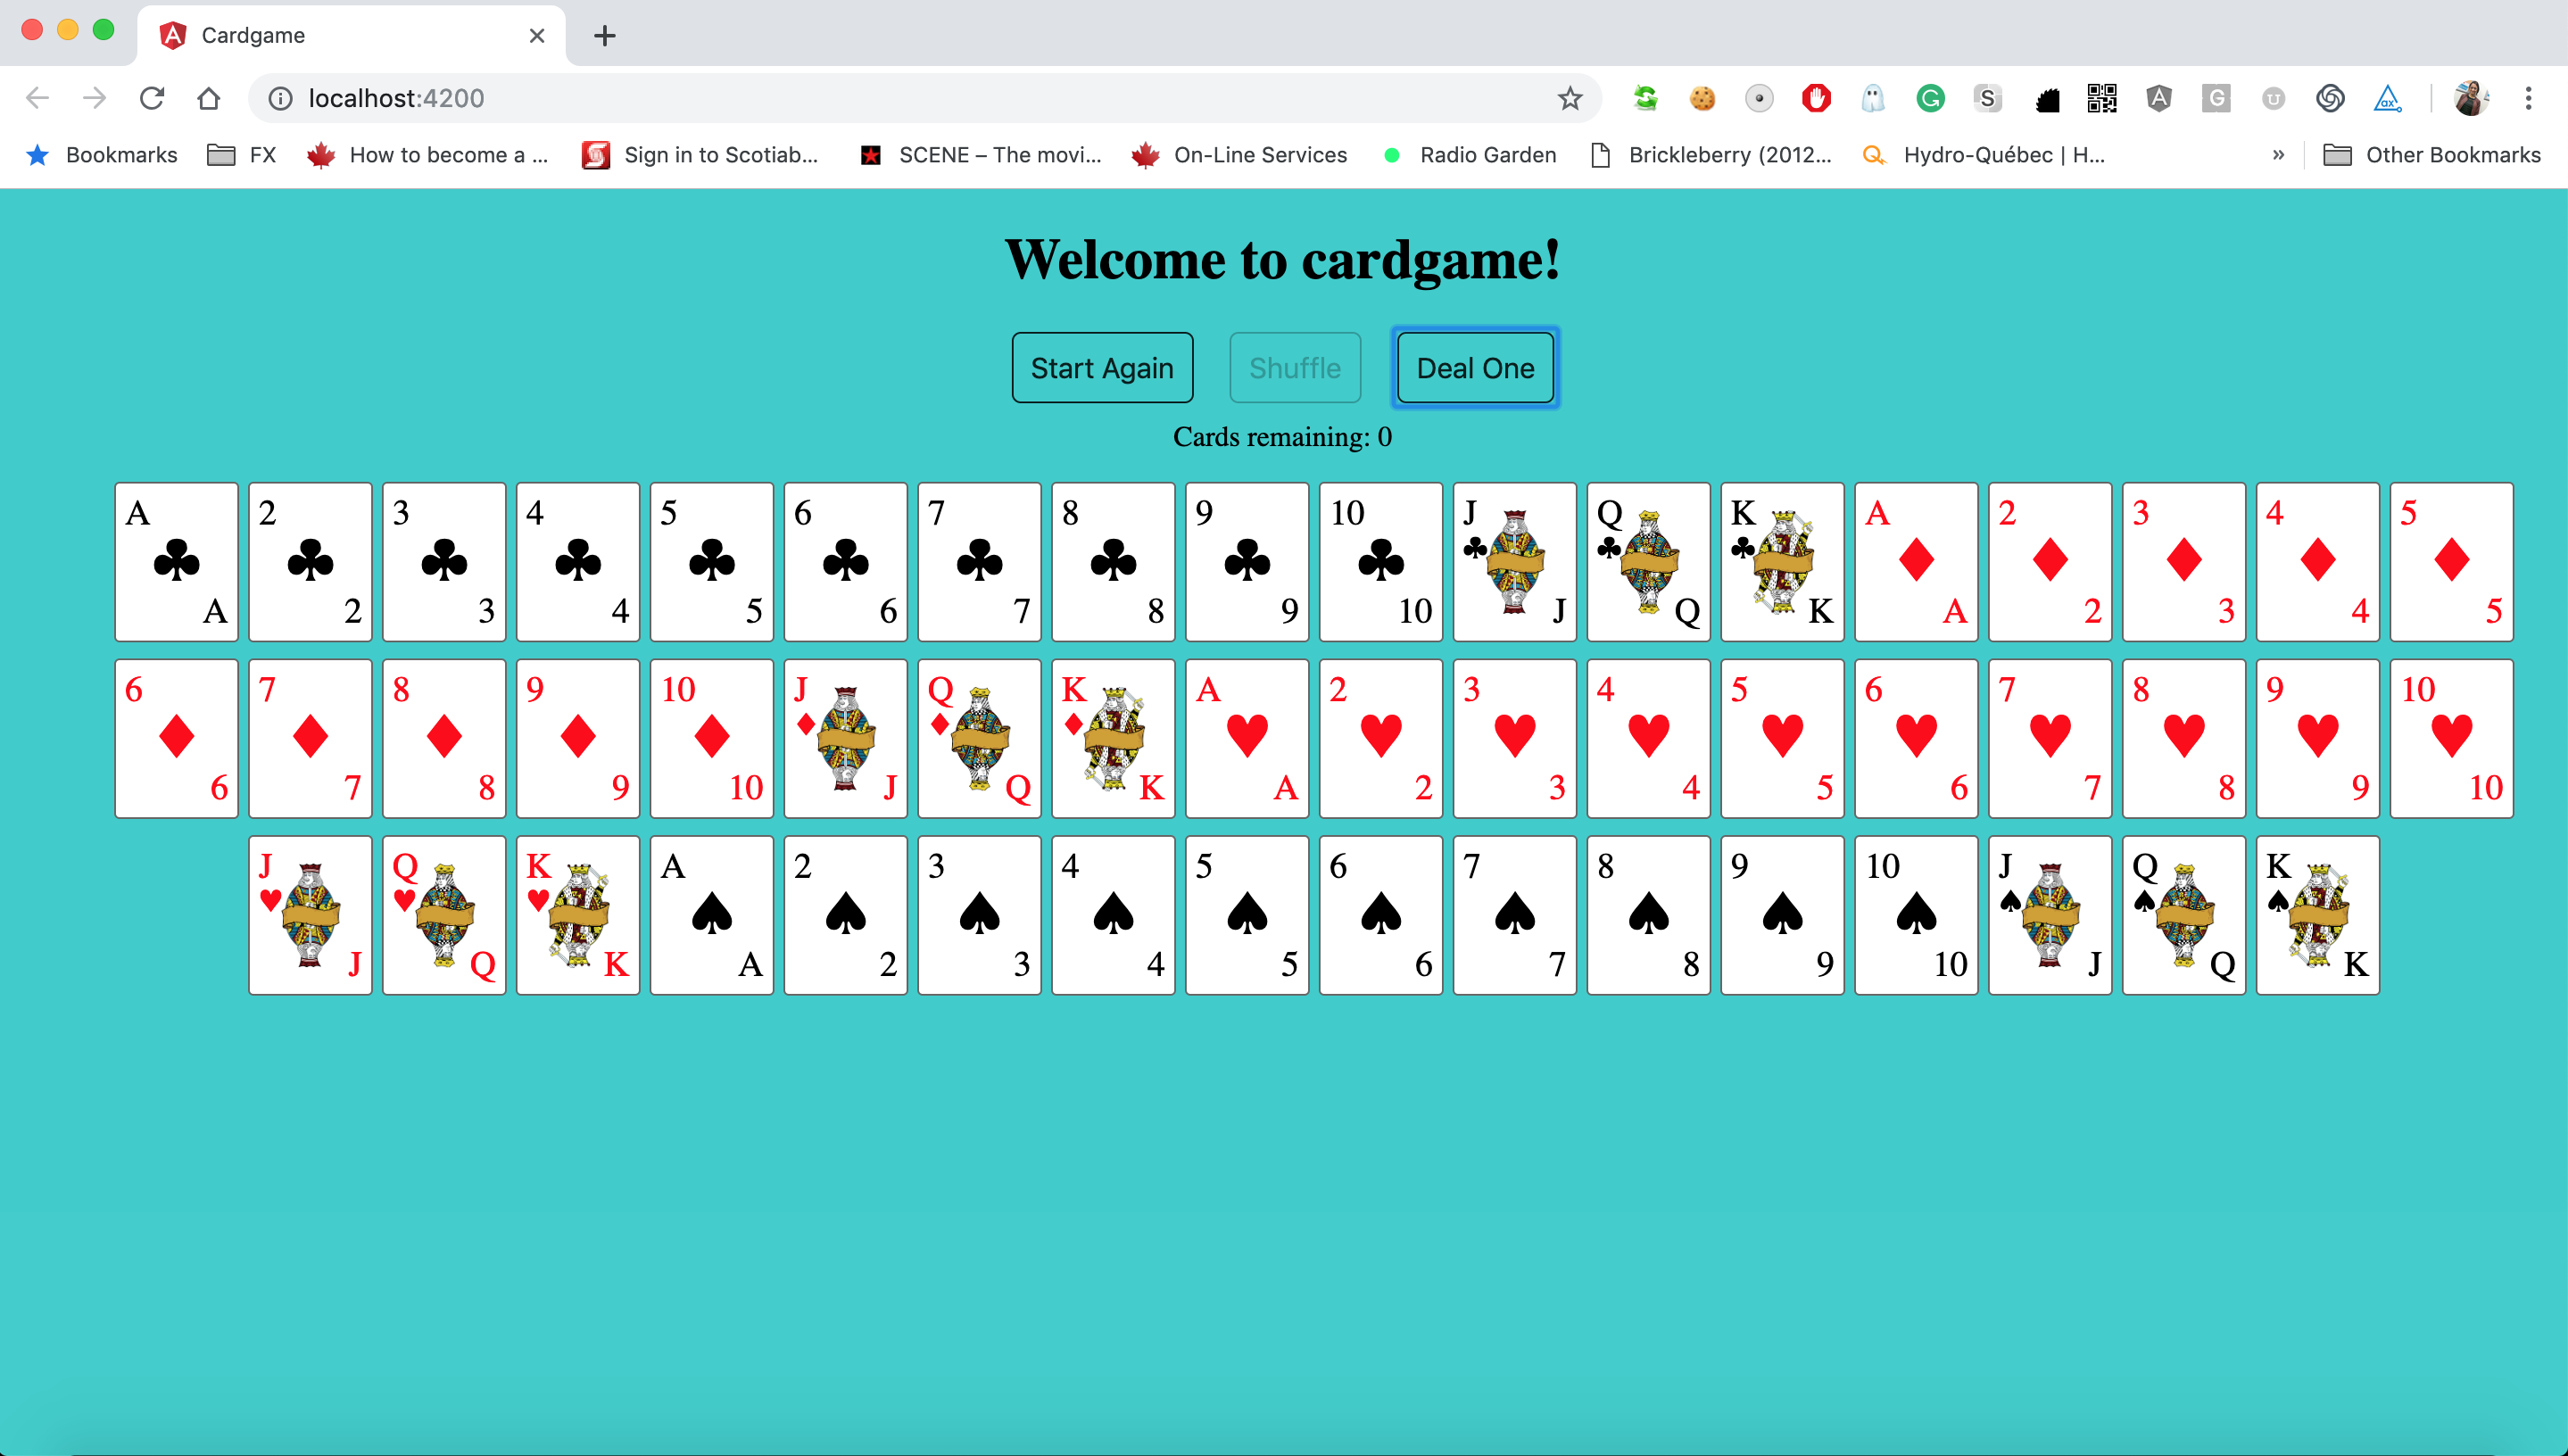 Cardgame
localhost:4200
Bookmarks FX How to become a ... Sign in to Scotiab... SCENE – The movi... On-Line Services Radio Garden Brickleberry (2012... Hydro-Québec | H... » Other Bookmarks
Welcome to cardgame!
Start Again Shuffle Deal One
Cards remaining: 0
A 2 3 4 5 6 7 8 9 10 J Q K A 2 3 4 5
A 2 3 4 5 6 7 8 9 10 J Q K A 2 3 4 5
6 7 8 9 10 J Q K A 2 3 4 5 6 7 8 9 10
6 7 8 9 10 J Q K A 2 3 4 5 6 7 8 9 10
J Q K A 2 3 4 5 6 7 8 9 10 J Q K
J Q K A 2 3 4 5 6 7 8 9 10 J Q K